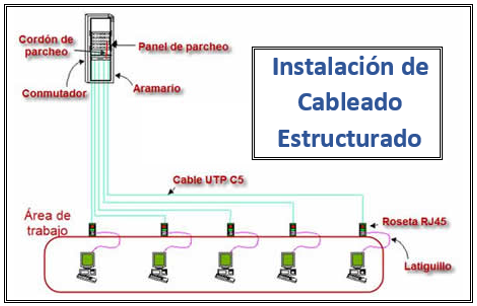 Cordón de
parcheo
Panel de parcheo
Conmutador
Aramario
Instalación de
Cableado
Estructurado
Cable UTP C5
Área de
trabajo
Roseta RJ45
Latiguillo